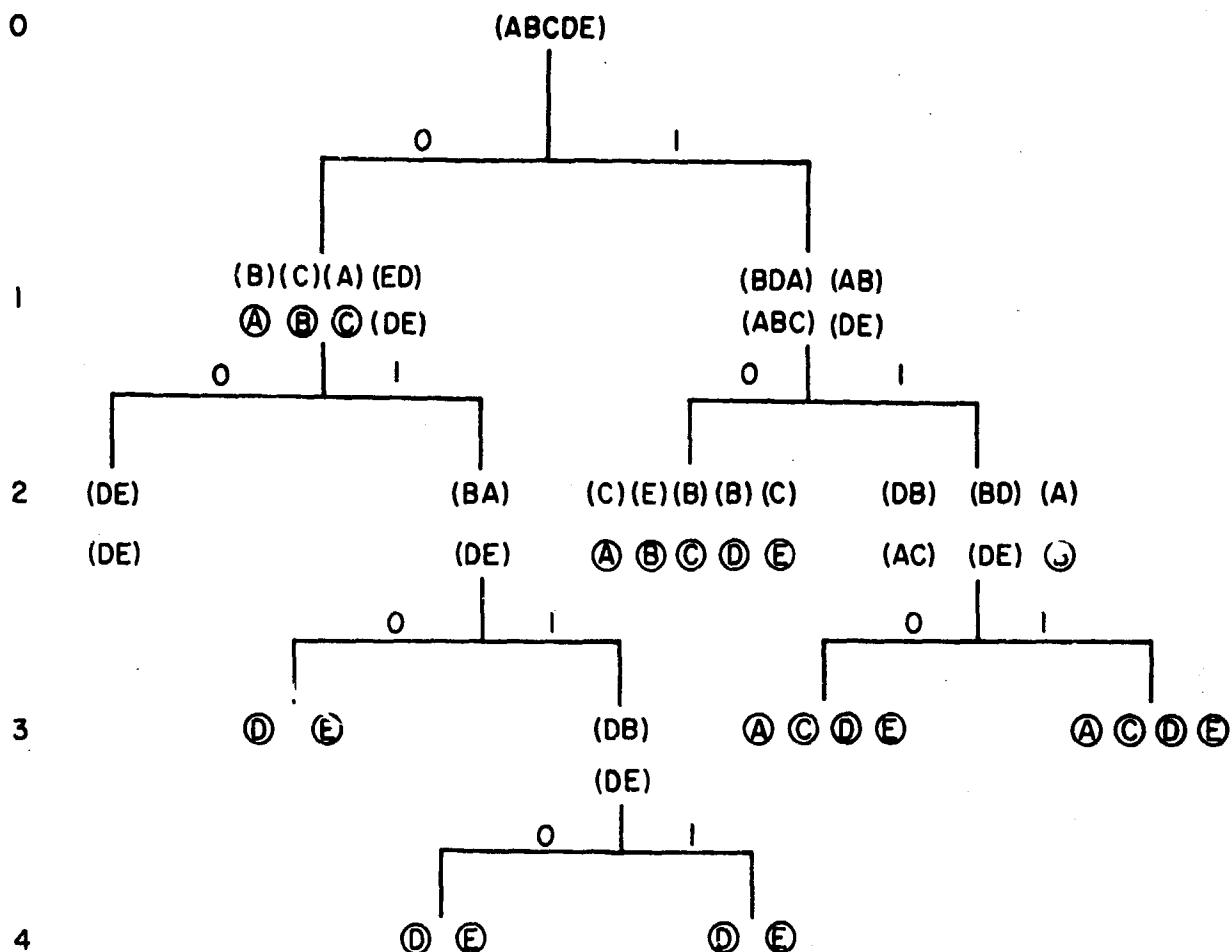 0 (ABCDE)
0 1
1 (B)(C)(A)(ED) (BDA) (AB)
Ⓐ Ⓑ Ⓒ (DE) (ABC) (DE)
0 1 0 1
2 (DE) (BA) (C)(E)(B)(B)(C) (DB) (BD) (A)
(DE) (DE) Ⓐ Ⓑ Ⓒ Ⓓ Ⓔ (AC) (DE)
0 1 0 1
3 Ⓓ Ⓔ (DB) Ⓐ Ⓒ Ⓓ Ⓔ Ⓐ Ⓒ Ⓓ Ⓔ
(DE)
0 1
4 Ⓓ Ⓔ Ⓓ Ⓔ